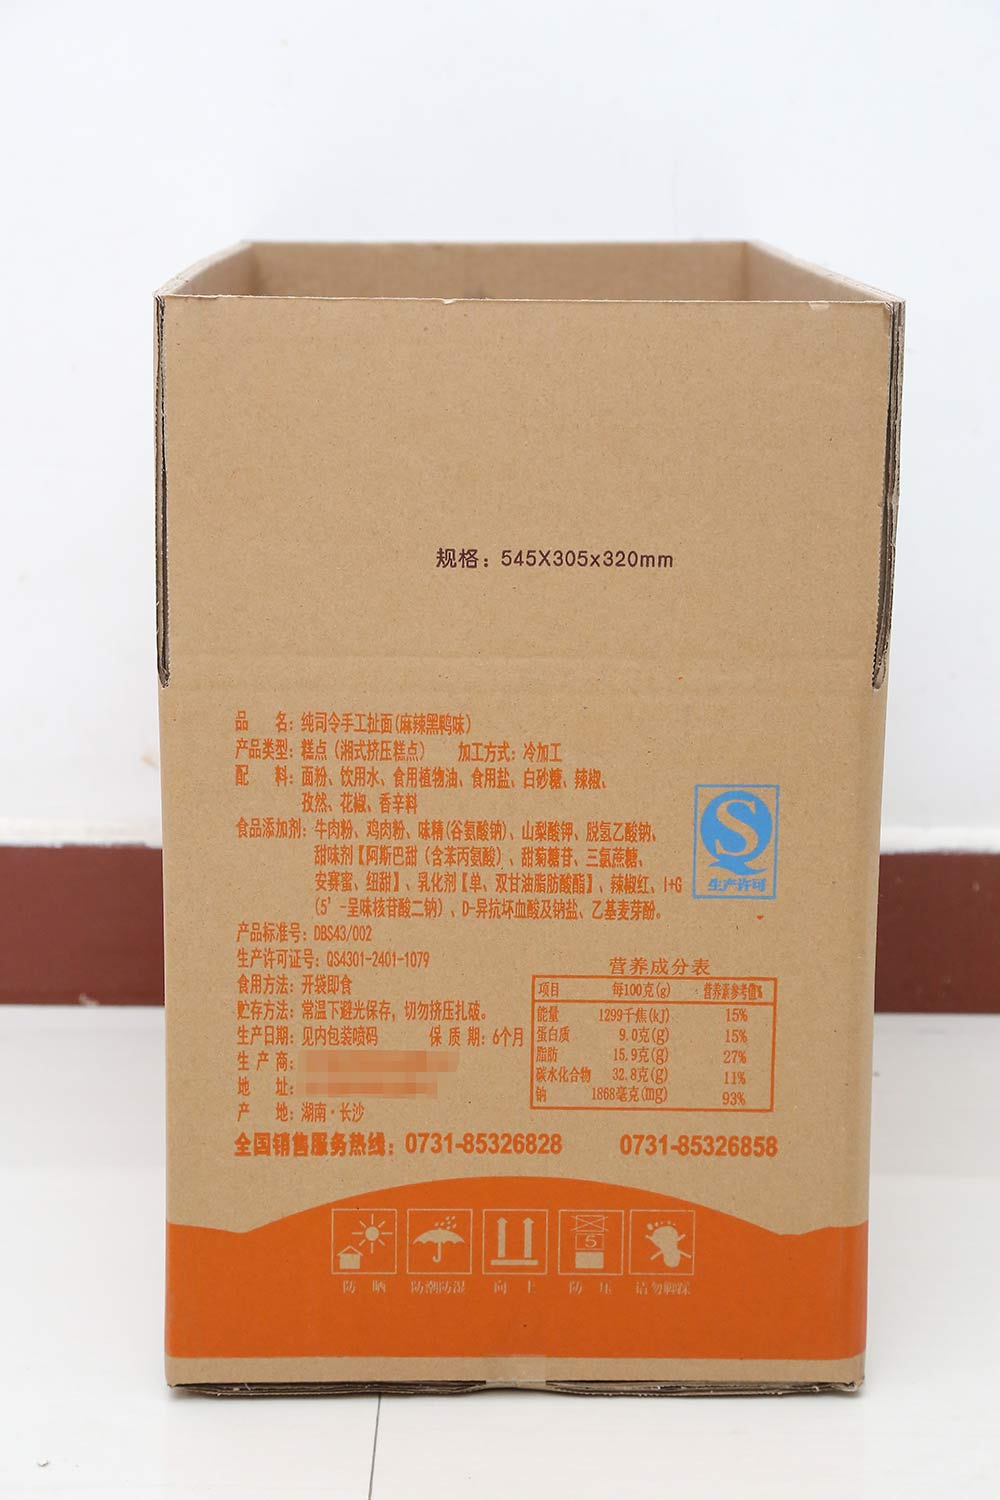 规格：545X305x320mm
品　名：纯司令手工扯面(麻辣黑鸭味)
产品类型：糕点（湘式挤压糕点）　加工方式：冷加工
配　料：面粉、饮用水、食用植物油、食用盐、白砂糖、辣椒、
孜然、花椒、香辛料
食品添加剂：牛肉粉、鸡肉粉、味精(谷氨酸钠)、山梨酸钾、脱氢乙酸钠、
甜味剂【阿斯巴甜（含苯丙氨酸）、甜菊糖苷、三氯蔗糖、
安赛蜜、纽甜】、乳化剂【单、双甘油脂肪酸酯】、辣椒红、I+G
(5'-呈味核苷酸二钠)、D-异抗坏血酸及钠盐、乙基麦芽酚。
QS
生产许可
产品标准号：DBS43/002
生产许可证号：QS4301-2401-1079
食用方法：开袋即食
贮存方法：常温下避光保存，切勿挤压扎破。
生产日期：见内包装喷码　保质期：6个月
生产商：
地　址：
产　地：湖南·长沙
营养成分表
项目　每100克(g)　营养素参考值%
能量　1299千焦(kJ)　15%
蛋白质　9.0克(g)　15%
脂肪　15.9克(g)　27%
碳水化合物　32.8克(g)　11%
钠　1868毫克(mg)　93%
全国销售服务热线：0731-85326828　0731-85326858
5
防　晒　防潮防湿　向　上　防　压　请勿脚踩